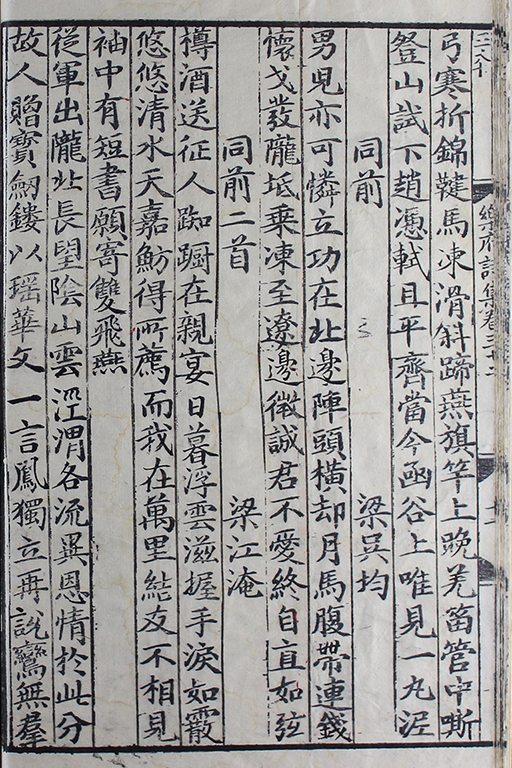 三六十
樂府詩集卷三十二
弓寒折錦鞬馬凍滑斜蹄燕旗竿上晚羌笛管中嘶
登山試下趙憑軾且平齊當今函谷上唯見一丸泥
同前 梁吳均
男兒亦可憐立功在北邊陣頭橫却月馬腹帶連錢
懷戈發隴坻乗凍至遼邊微誠君不愛終自直如弦
同前二首 梁江淹
樽酒送征人踟蹰在親宴日暮浮雲滋握手淚如霰
悠悠清水天嘉魴得所薦而我在萬里結友不相見
袖中有短書願寄雙飛燕
從軍出隴北長望陰山雲涇渭各流異恩情於此分
故人贈寳劒鏤以瑶華文一言鳳獨立再説鸞無羣